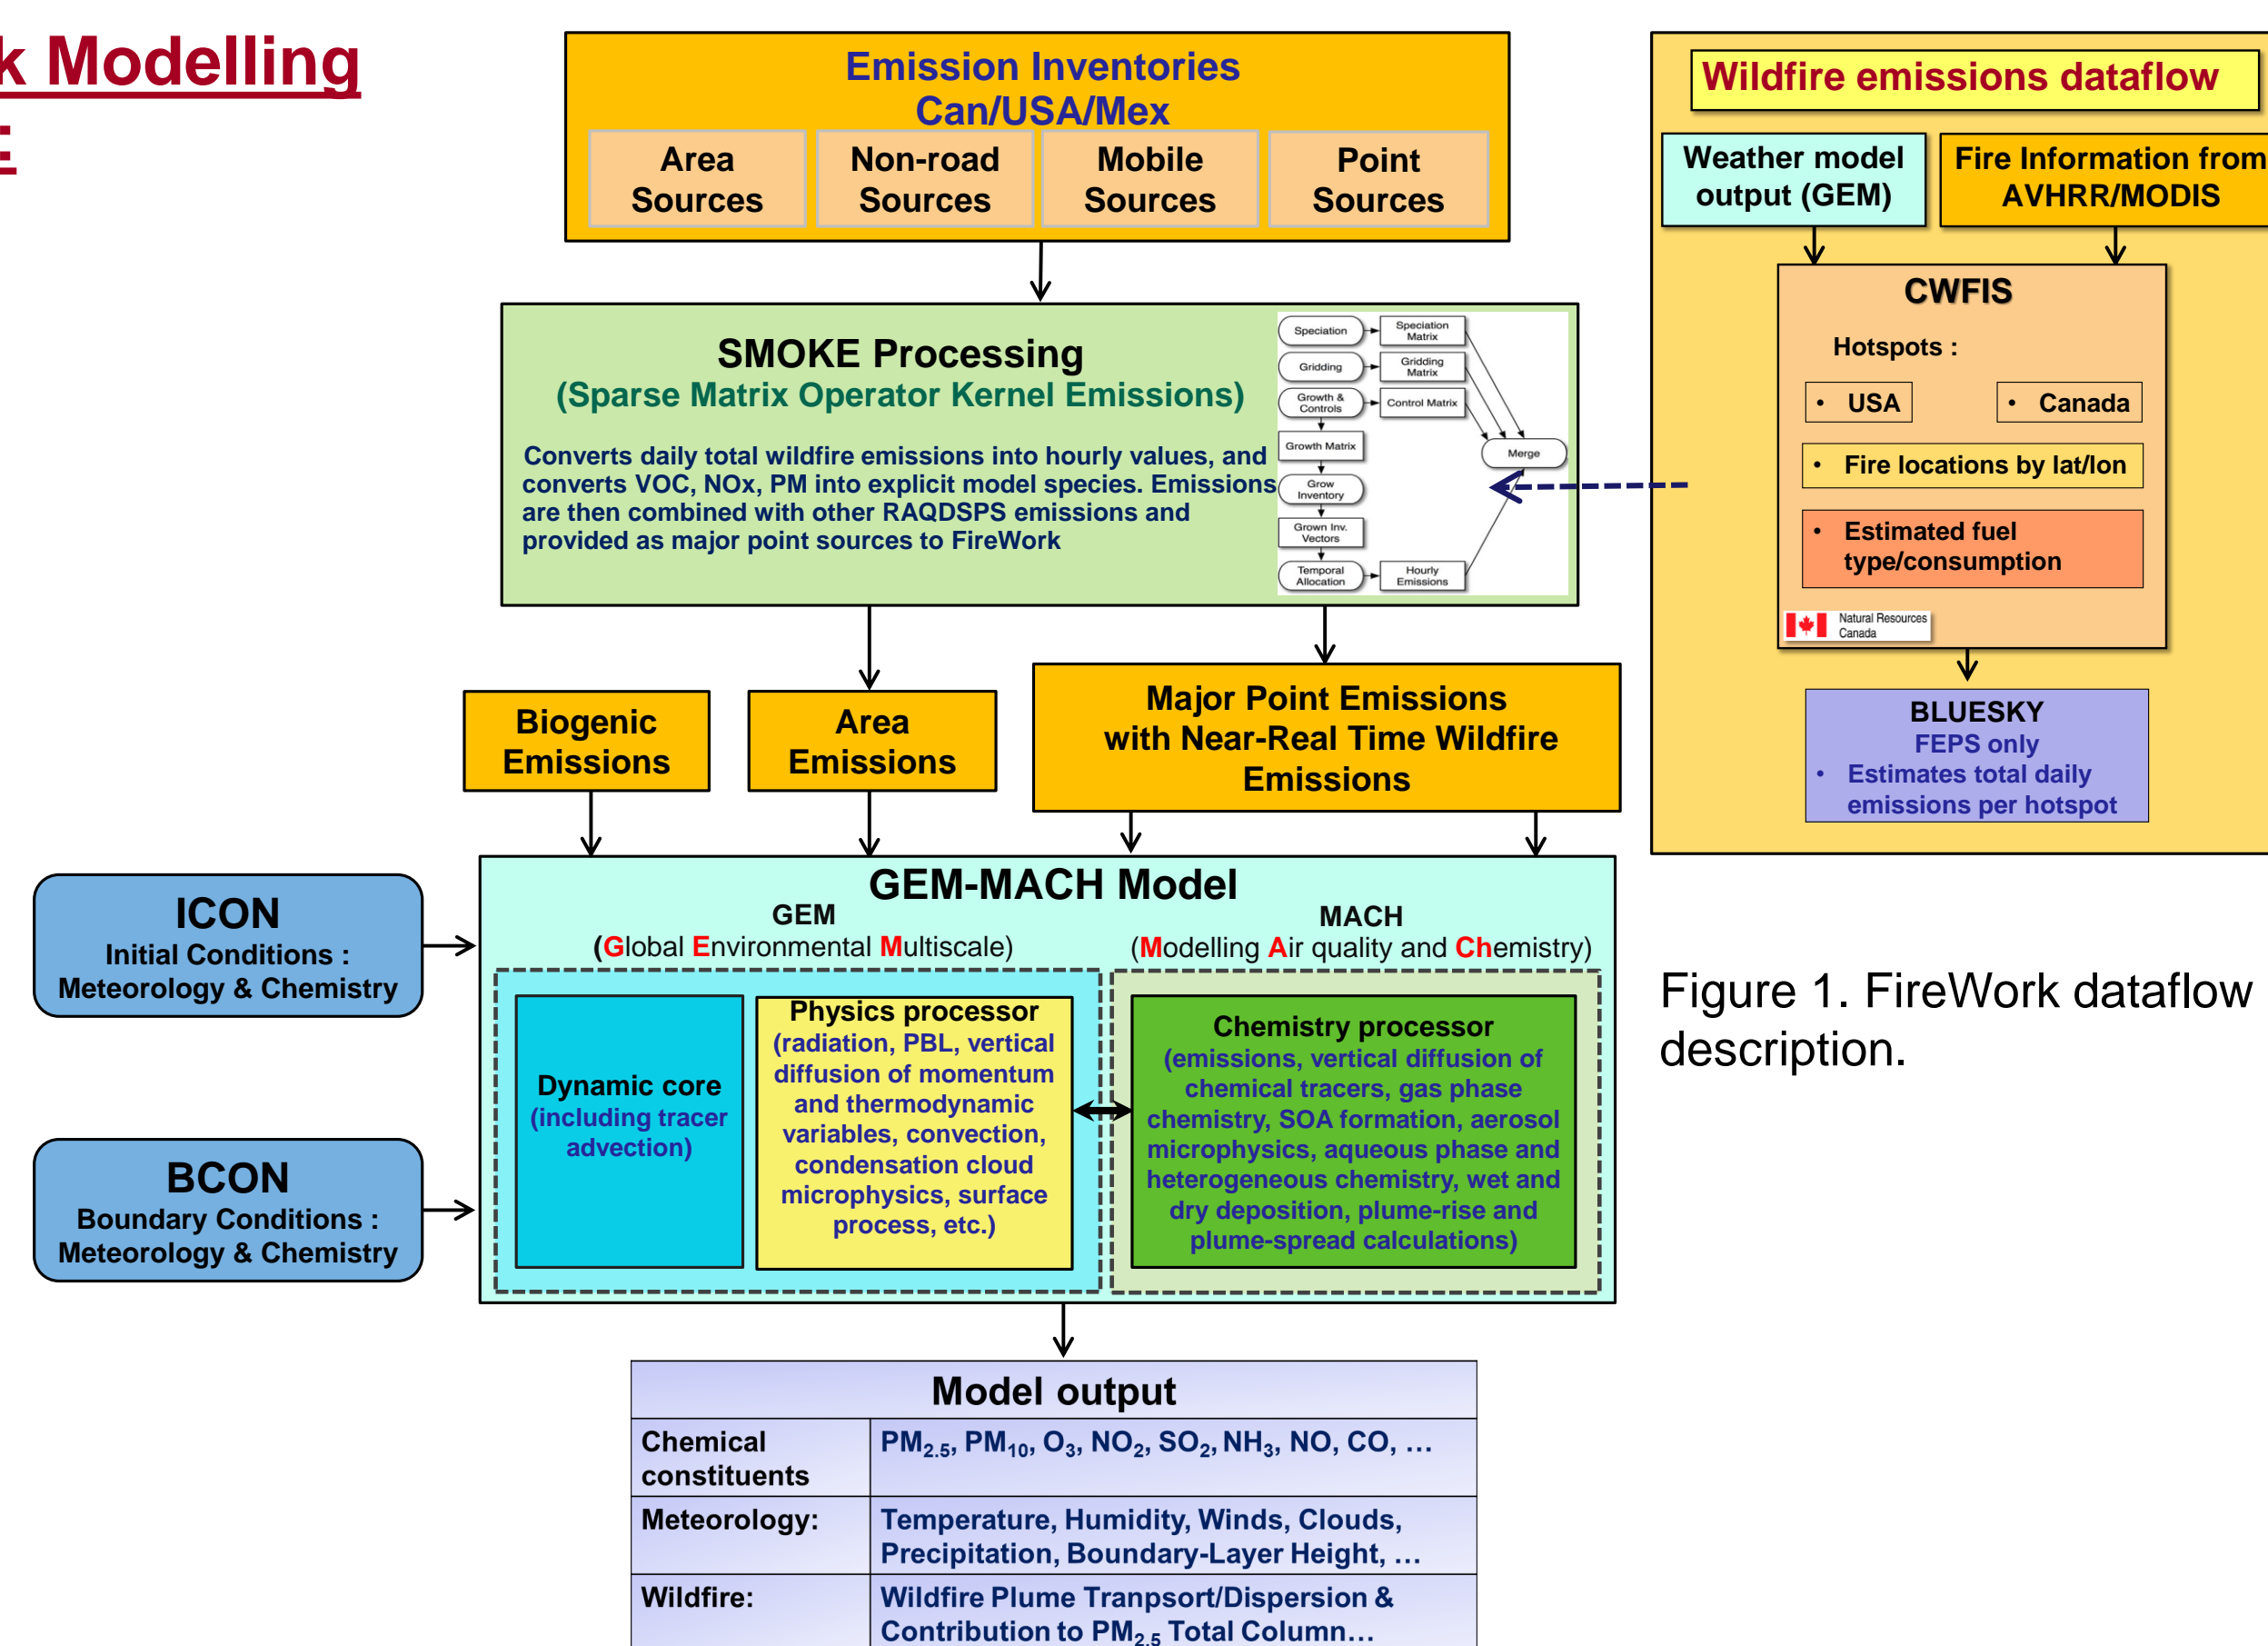 k Modelling
E
Emission Inventories
Can/USA/Mex
Area
Sources
Non-road
Sources
Mobile
Sources
Point
Sources
SMOKE Processing
(Sparse Matrix Operator Kernel Emissions)
Converts daily total wildfire emissions into hourly values, and
converts VOC, NOx, PM into explicit model species. Emissions
are then combined with other RAQDSPS emissions and
provided as major point sources to FireWork
Speciation
Speciation
Matrix
Gridding
Gridding
Matrix
Growth &
Controls
Control Matrix
Growth Matrix
Merge
Grow
Inventory
Grown Inv.
Vectors
Temporal
Allocation
Hourly
Emissions
Wildfire emissions dataflow
Weather model
output (GEM)
Fire Information from
AVHRR/MODIS
CWFIS
Hotspots :
• USA
• Canada
• Fire locations by lat/lon
• Estimated fuel
type/consumption
Natural Resources
Canada
BLUESKY
FEPS only
• Estimates total daily
emissions per hotspot
Biogenic
Emissions
Area
Emissions
Major Point Emissions
with Near-Real Time Wildfire
Emissions
ICON
Initial Conditions :
Meteorology & Chemistry
BCON
Boundary Conditions :
Meteorology & Chemistry
GEM-MACH Model
GEM
(Global Environmental Multiscale)
MACH
(Modelling Air quality and Chemistry)
Dynamic core
(including tracer
advection)
Physics processor
(radiation, PBL, vertical
diffusion of momentum
and thermodynamic
variables, convection,
condensation cloud
microphysics, surface
process, etc.)
Chemistry processor
(emissions, vertical diffusion of
chemical tracers, gas phase
chemistry, SOA formation, aerosol
microphysics, aqueous phase and
heterogeneous chemistry, wet and
dry deposition, plume-rise and
plume-spread calculations)
Figure 1. FireWork dataflow
description.
Model output
Chemical
constituents
PM₂.₅, PM₁₀, O₃, NO₂, SO₂, NH₃, NO, CO, …
Meteorology:
Temperature, Humidity, Winds, Clouds,
Precipitation, Boundary-Layer Height, …
Wildfire:
Wildfire Plume Tranpsort/Dispersion &
Contribution to PM₂.₅ Total Column…